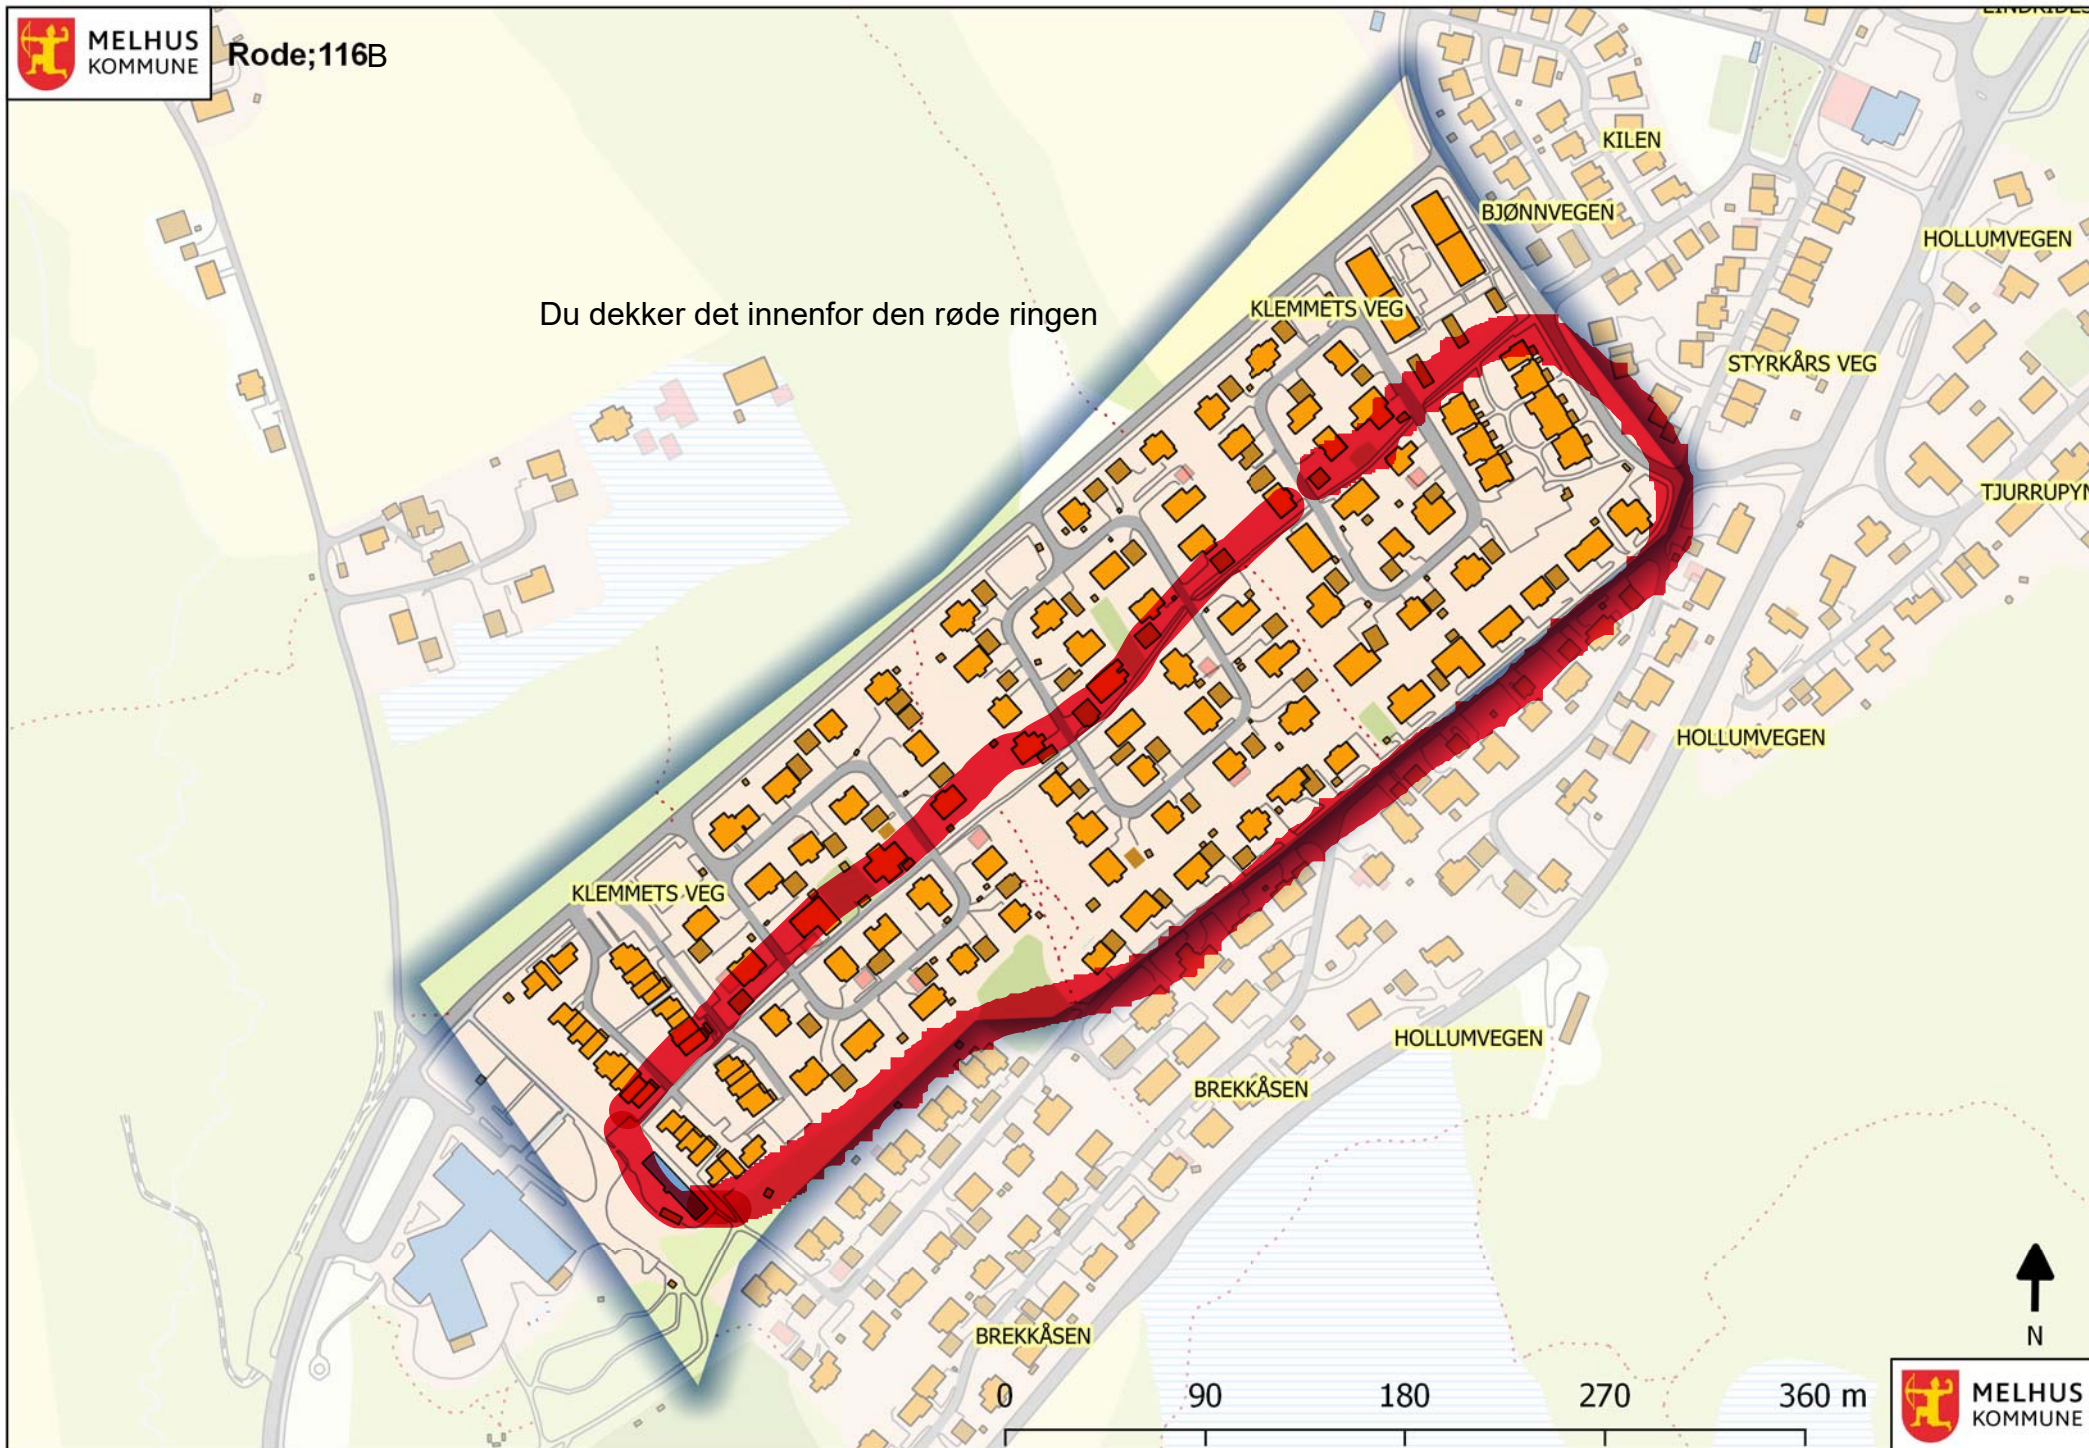 MELHUS
KOMMUNE
Rode;116B
KILEN
BJØNNVEGEN
HOLLUMVEGEN
Du dekker det innenfor den røde ringen
KLEMMETS VEG
STYRKÅRS VEG
HOLLUMVEGEN
KLEMMETS VEG
HOLLUMVEGEN
BREKKÅSEN
BREKKÅSEN
N
0 90 180 270 360 m
MELHUS
KOMMUNE